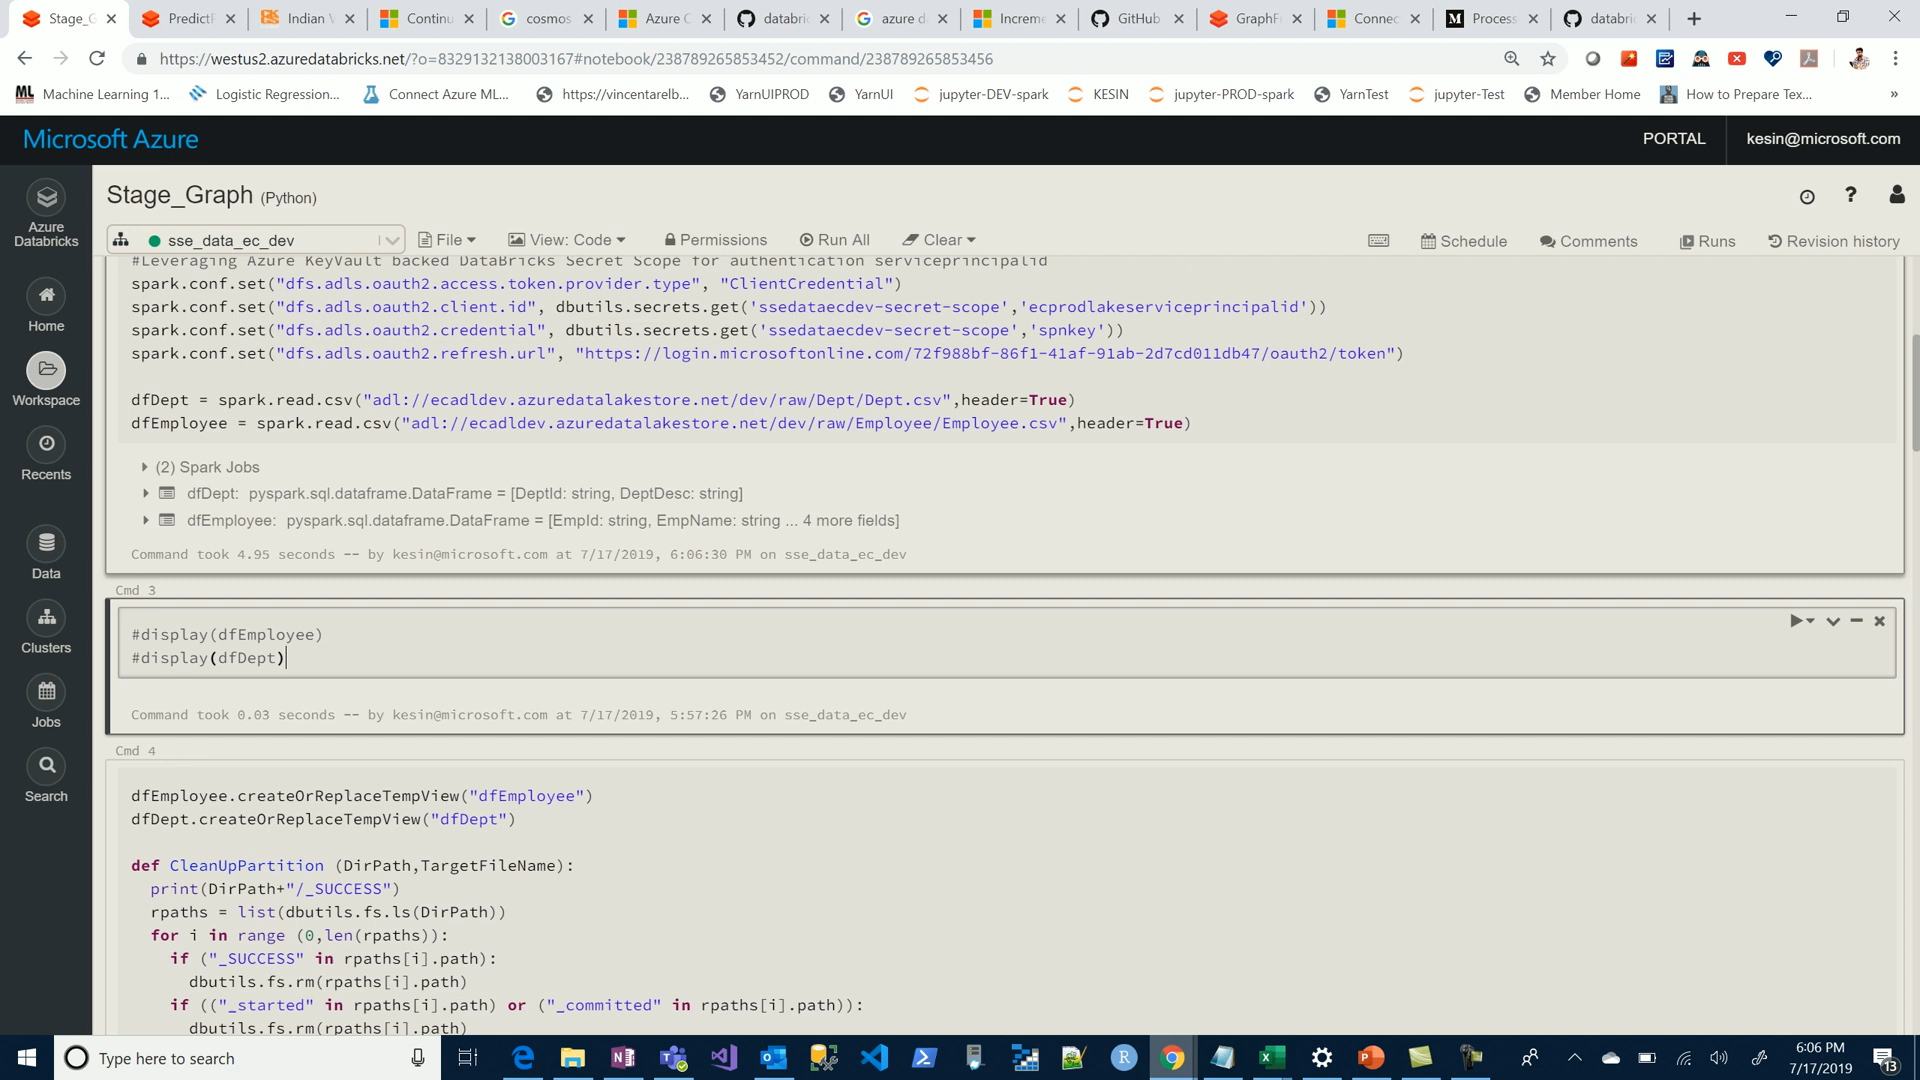 Stage_G
PredictF
Indian V
Continu
cosmos
Azure C
databric
azure d
Increme
GitHub
GraphFr
Connec
Process
databric
https://westus2.azuredatabricks.net/?o=8329132138003167#notebook/238789265853452/command/238789265853456
ML Machine Learning 1...
Logistic Regression...
Connect Azure ML...
https://vincentarelb...
YarnUIPROD
YarnUI
jupyter-DEV-spark
KESIN
jupyter-PROD-spark
YarnTest
jupyter-Test
Member Home
How to Prepare Tex...
»
Microsoft Azure
PORTAL
kesin@microsoft.com
Azure Databricks
Home
Workspace
Recents
Data
Clusters
Jobs
Search
Stage_Graph (Python)
sse_data_ec_dev
File
View: Code
Permissions
Run All
Clear
Schedule
Comments
Runs
Revision history
#Leveraging Azure KeyVault backed DataBricks Secret Scope for authentication serviceprincipalid
spark.conf.set("dfs.adls.oauth2.access.token.provider.type", "ClientCredential")
spark.conf.set("dfs.adls.oauth2.client.id", dbutils.secrets.get('ssedataecdev-secret-scope','ecprodlakeserviceprincipalid'))
spark.conf.set("dfs.adls.oauth2.credential", dbutils.secrets.get('ssedataecdev-secret-scope','spnkey'))
spark.conf.set("dfs.adls.oauth2.refresh.url", "https://login.microsoftonline.com/72f988bf-86f1-41af-91ab-2d7cd011db47/oauth2/token")
dfDept = spark.read.csv("adl://ecadldev.azuredatalakestore.net/dev/raw/Dept/Dept.csv",header=True)
dfEmployee = spark.read.csv("adl://ecadldev.azuredatalakestore.net/dev/raw/Employee/Employee.csv",header=True)
(2) Spark Jobs
dfDept: pyspark.sql.dataframe.DataFrame = [DeptId: string, DeptDesc: string]
dfEmployee: pyspark.sql.dataframe.DataFrame = [EmpId: string, EmpName: string ... 4 more fields]
Command took 4.95 seconds -- by kesin@microsoft.com at 7/17/2019, 6:06:30 PM on sse_data_ec_dev
Cmd 3
#display(dfEmployee)
#display(dfDept)
Command took 0.03 seconds -- by kesin@microsoft.com at 7/17/2019, 5:57:26 PM on sse_data_ec_dev
Cmd 4
dfEmployee.createOrReplaceTempView("dfEmployee")
dfDept.createOrReplaceTempView("dfDept")
def CleanUpPartition (DirPath,TargetFileName):
print(DirPath+"/_SUCCESS")
rpaths = list(dbutils.fs.ls(DirPath))
for i in range (0,len(rpaths)):
if ("_SUCCESS" in rpaths[i].path):
dbutils.fs.rm(rpaths[i].path)
if (("_started" in rpaths[i].path) or ("_committed" in rpaths[i].path)):
dbutils.fs.rm(rpaths[i].path)
Type here to search
6:06 PM
7/17/2019
13